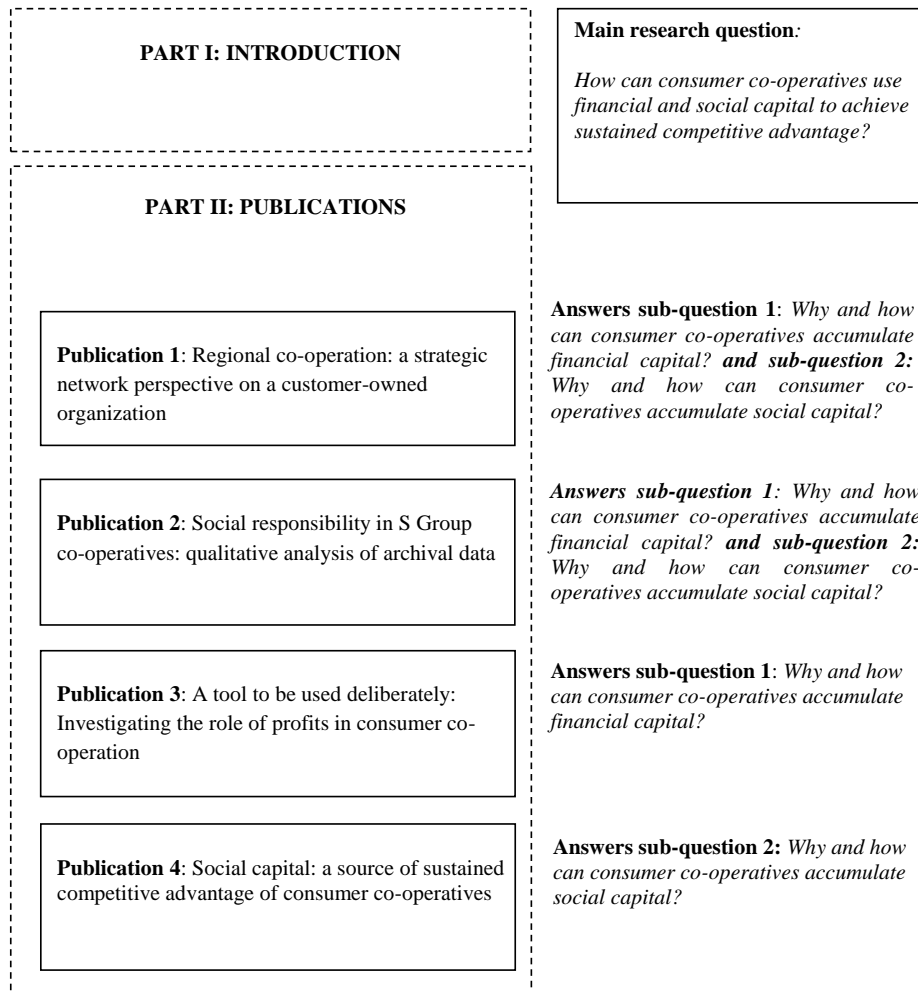 PART I: INTRODUCTION
Main research question:
How can consumer co-operatives use
financial and social capital to achieve
sustained competitive advantage?
PART II: PUBLICATIONS
Publication 1: Regional co-operation: a strategic
network perspective on a customer-owned
organization
Answers sub-question 1: Why and how
can consumer co-operatives accumulate
financial capital? and sub-question 2:
Why and how can consumer co-
operatives accumulate social capital?
Publication 2: Social responsibility in S Group
co-operatives: qualitative analysis of archival data
Answers sub-question 1: Why and how
can consumer co-operatives accumulate
financial capital? and sub-question 2:
Why and how can consumer co-
operatives accumulate social capital?
Publication 3: A tool to be used deliberately:
Investigating the role of profits in consumer co-
operation
Answers sub-question 1: Why and how
can consumer co-operatives accumulate
financial capital?
Publication 4: Social capital: a source of sustained
competitive advantage of consumer co-operatives
Answers sub-question 2: Why and how
can consumer co-operatives accumulate
social capital?